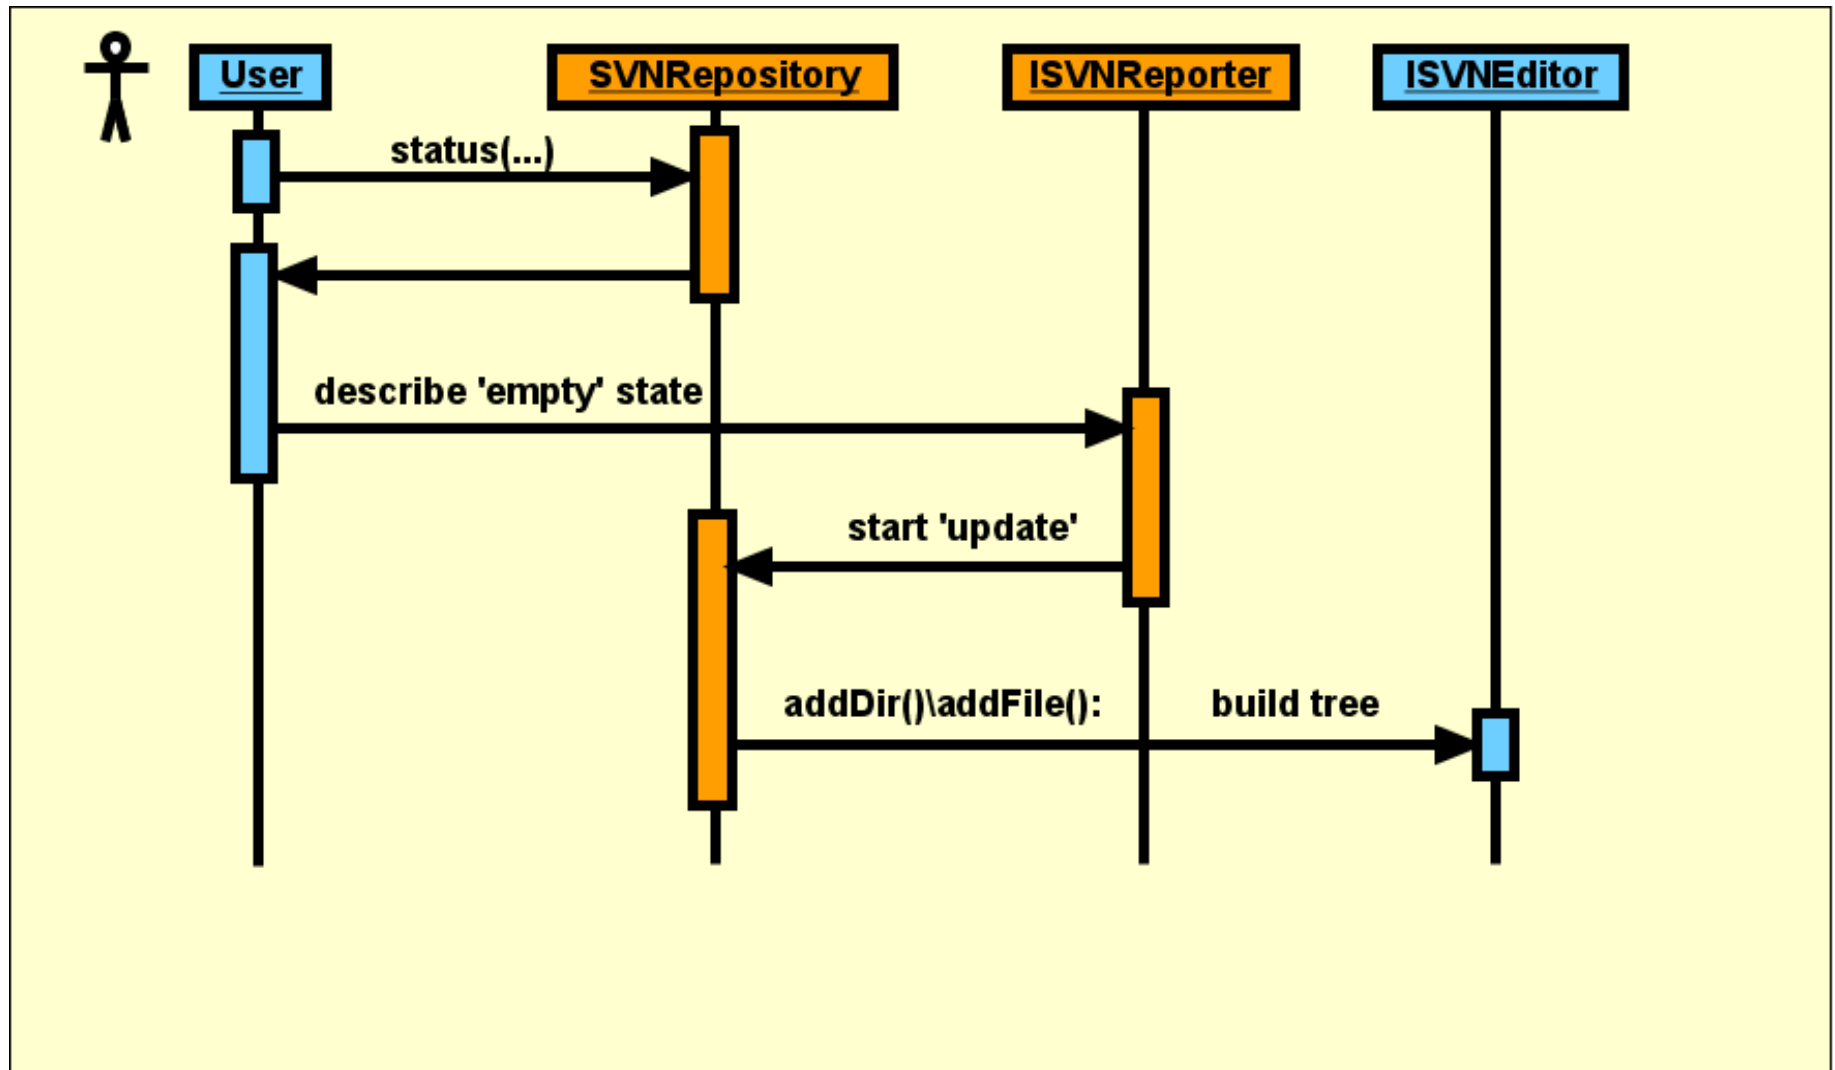 User SVNRepository ISVNReporter ISVNEditor
status(...)
describe 'empty' state
start 'update'
addDir()\addFile(): build tree